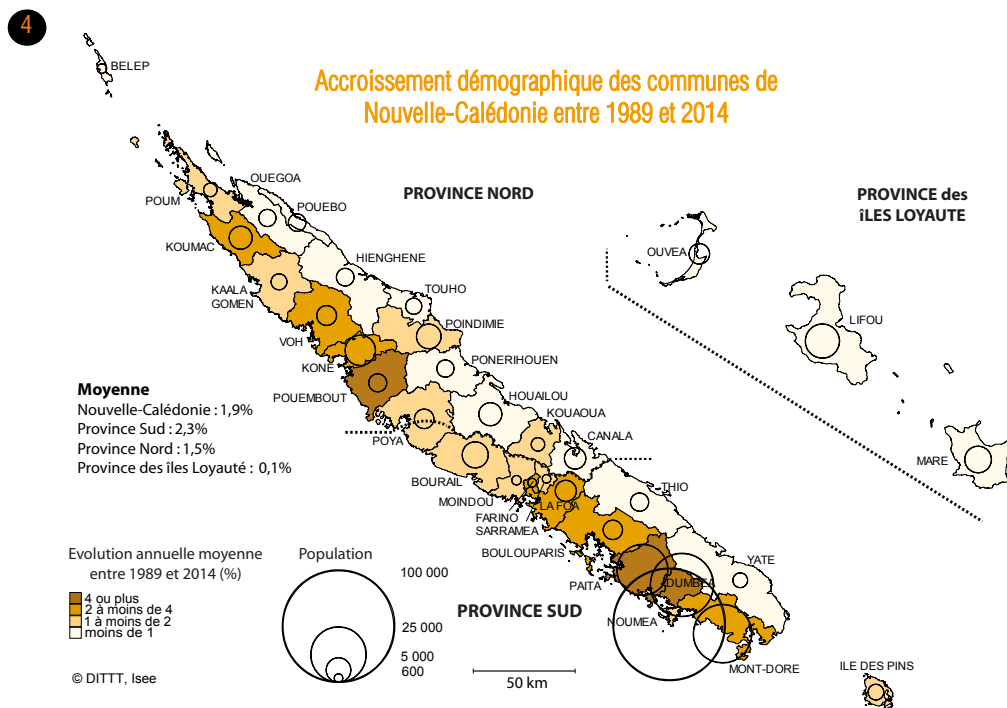 4
Accroissement démographique des communes de
Nouvelle-Calédonie entre 1989 et 2014
BELEP
OUEGOA
PROVINCE NORD
PROVINCE des
îLES LOYAUTE
POUM
POUEBO
KOUMAC
HIENGHENE
OUVEA
KAALA
GOMEN
TOUHO
LIFOU
POINDIMIE
VOH
KONE
PONERIHOUEN
POUEMBOUT
HOUAILOU
KOUAOUA
CANALA
POYA
MARE
Moyenne
Nouvelle-Calédonie : 1,9%
Province Sud : 2,3%
Province Nord : 1,5%
Province des îles Loyauté : 0,1%
BOURAIL
MOINDOU
THIO
LA FOA
FARINO
SARRAMEA
BOULOUPARIS
YATE
PAITA
DUMBEA
PROVINCE SUD
NOUMEA
MONT-DORE
ILE DES PINS
Evolution annuelle moyenne
entre 1989 et 2014 (%)
4 ou plus
2 à moins de 4
1 à moins de 2
moins de 1
Population
100 000
25 000
5 000
600
50 km
© DITTT, Isee